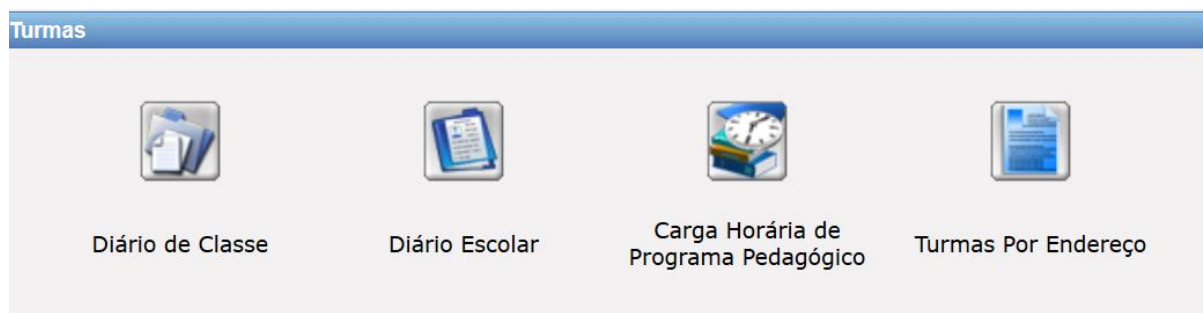 Turmas
Diário de Classe
Diário Escolar
Carga Horária de
Programa Pedagógico
Turmas Por Endereço